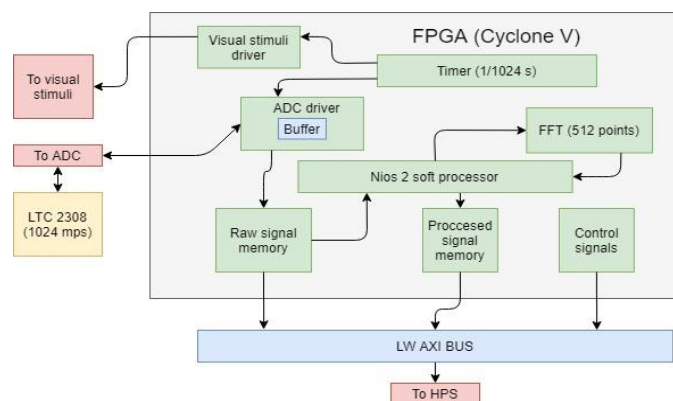 FPGA (Cyclone V)
Visual stimuli
driver
To visual
stimuli
Timer (1/1024 s)
ADC driver
Buffer
FFT (512 points)
To ADC
Nios 2 soft processor
LTC 2308
(1024 mps)
Raw signal
memory
Proccesed
signal
memory
Control
signals
LW AXI BUS
To HPS